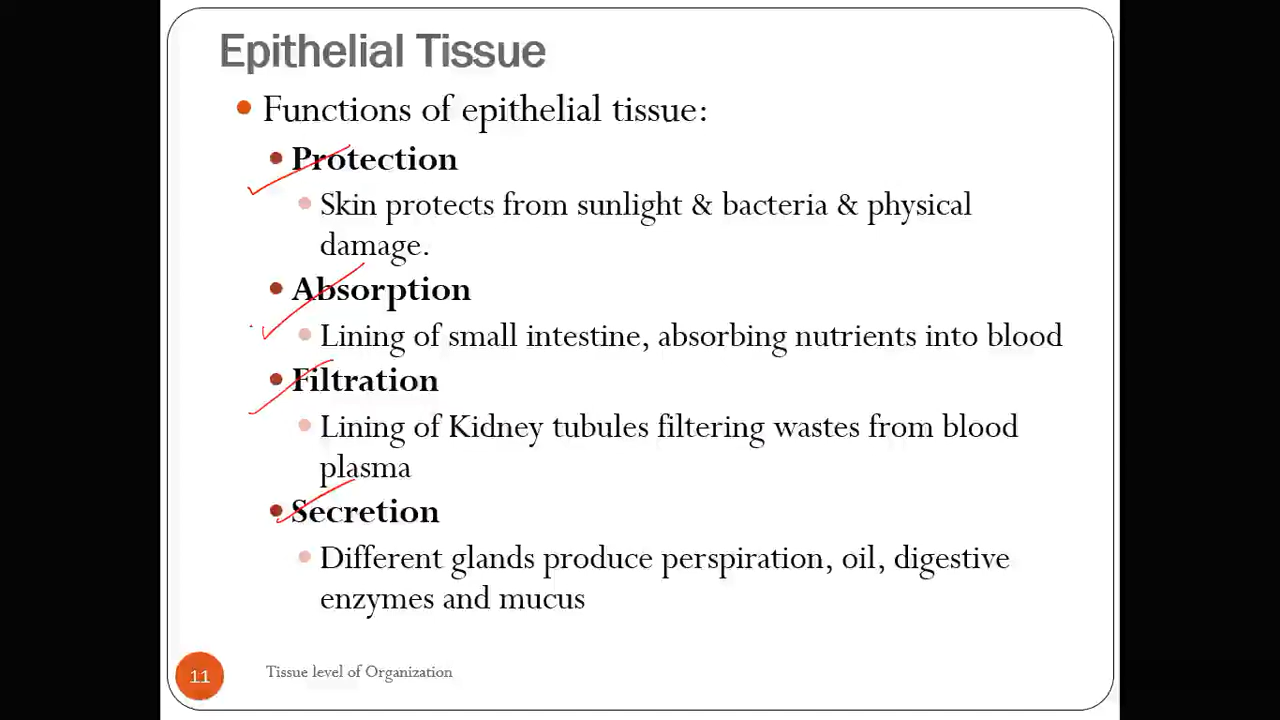 Epithelial Tissue
Functions of epithelial tissue:
Protection
Skin protects from sunlight & bacteria & physical
damage.
Absorption
Lining of small intestine, absorbing nutrients into blood
Filtration
Lining of Kidney tubules filtering wastes from blood
plasma
Secretion
Different glands produce perspiration, oil, digestive
enzymes and mucus
11
Tissue level of Organization